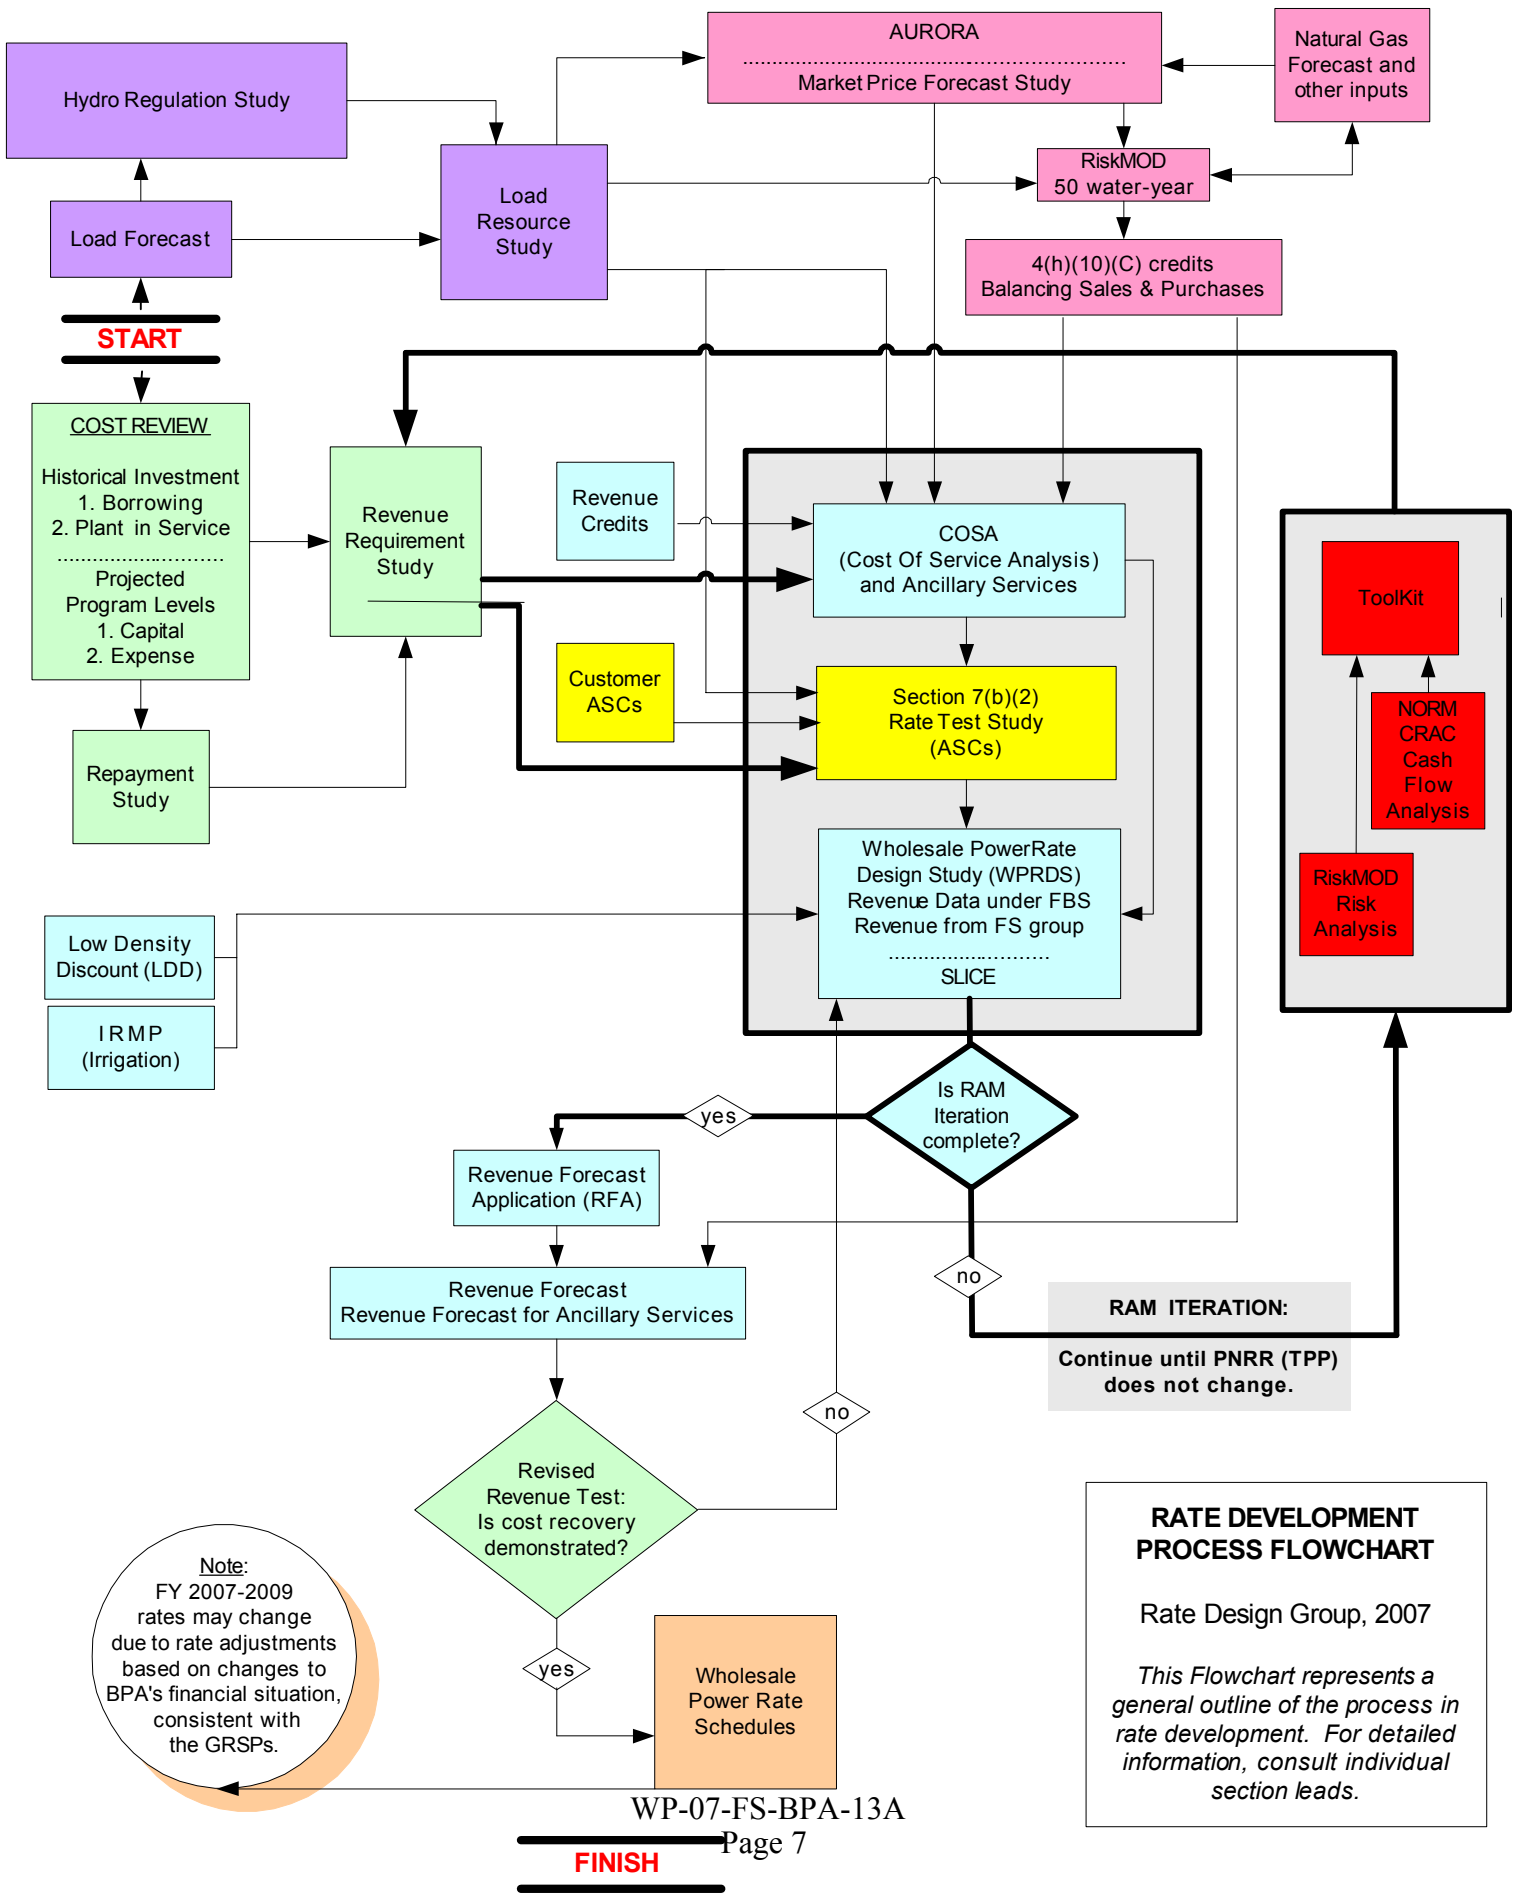 AURORA
Market Price Forecast Study
Natural Gas
Forecast and
other inputs
Hydro Regulation Study
RiskMOD
50 water-year
Load
Resource
Study
Load Forecast
4(h)(10)(C) credits
Balancing Sales & Purchases
START
COST REVIEW
Historical Investment
1. Borrowing
2. Plant in Service
Projected
Program Levels
1. Capital
2. Expense
Revenue
Requirement
Study
Revenue
Credits
COSA
(Cost Of Service Analysis)
and Ancillary Services
ToolKit
Customer
ASCs
Section 7(b)(2)
Rate Test Study
(ASCs)
NORM
CRAC
Cash
Flow
Analysis
Repayment
Study
Wholesale PowerRate
Design Study (WPRDS)
Revenue Data under FBS
Revenue from FS group
SLICE
RiskMOD
Risk
Analysis
Low Density
Discount (LDD)
IRMP
(Irrigation)
Is RAM
Iteration
complete?
yes
Revenue Forecast
Application (RFA)
no
Revenue Forecast
Revenue Forecast for Ancillary Services
RAM ITERATION:
Continue until PNRR (TPP)
does not change.
no
Revised
Revenue Test:
Is cost recovery
demonstrated?
yes
Wholesale
Power Rate
Schedules
Note:
FY 2007-2009
rates may change
due to rate adjustments
based on changes to
BPA's financial situation,
consistent with
the GRSPs.
RATE DEVELOPMENT
PROCESS FLOWCHART
Rate Design Group, 2007
This Flowchart represents a
general outline of the process in
rate development. For detailed
information, consult individual
section leads.
WP-07-FS-BPA-13A
Page 7
FINISH